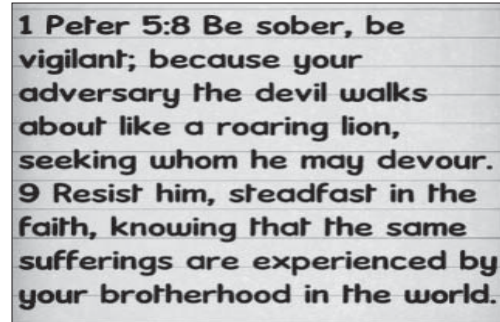 1 Peter 5:8 Be sober, be
vigilant; because your
adversary the devil walks
about like a roaring lion,
seeking whom he may devour.
9 Resist him, steadfast in the
faith, knowing that the same
sufferings are experienced by
your brotherhood in the world.